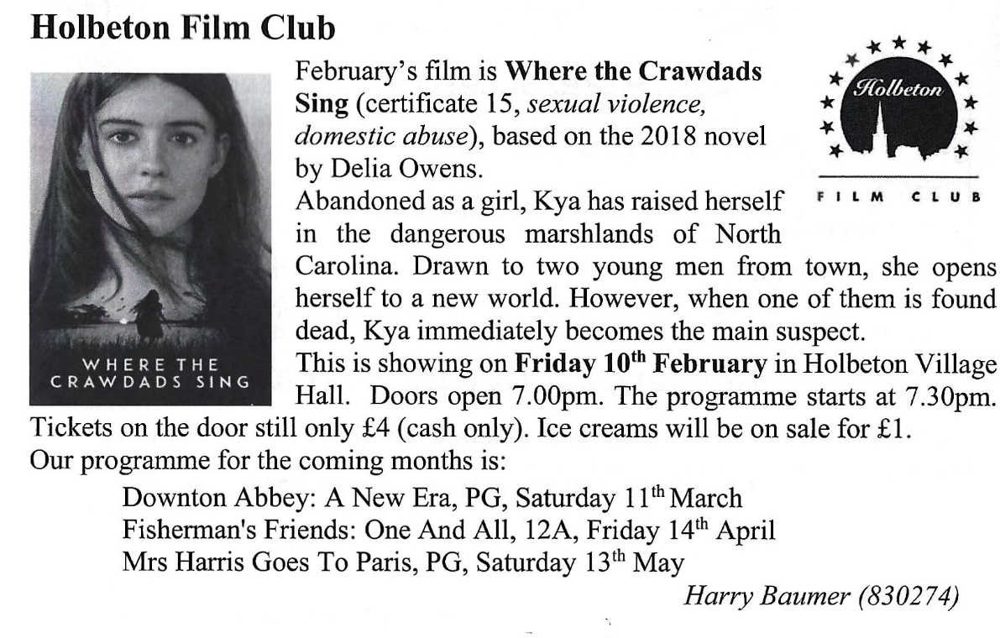 Holbeton Film Club
February's film is Where the Crawdads
Sing (certificate 15, sexual violence,
domestic abuse), based on the 2018 novel
by Delia Owens.
Abandoned as a girl, Kya has raised herself
in the dangerous marshlands of North
Carolina. Drawn to two young men from town, she opens
herself to a new world. However, when one of them is found
dead, Kya immediately becomes the main suspect.
This is showing on Friday 10th February in Holbeton Village
Hall. Doors open 7.00pm. The programme starts at 7.30pm.
Tickets on the door still only £4 (cash only). Ice creams will be on sale for £1.
Our programme for the coming months is:
Downton Abbey: A New Era, PG, Saturday 11th March
Fisherman's Friends: One And All, 12A, Friday 14th April
Mrs Harris Goes To Paris, PG, Saturday 13th May
Harry Baumer (830274)
WHERE THE
CRAWDADS SING
Holbeton
FILM CLUB